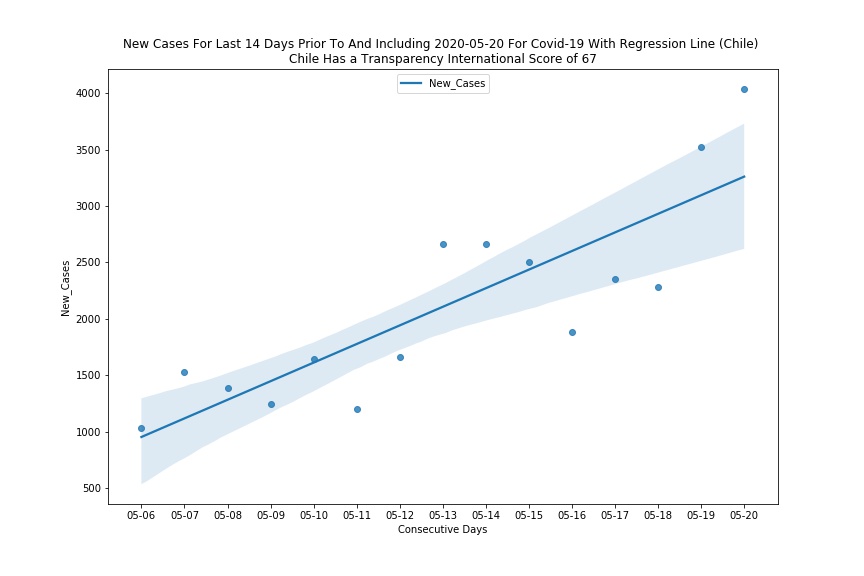 New Cases For Last 14 Days Prior To And Including 2020-05-20 For Covid-19 With Regression Line (Chile)
Chile Has a Transparency International Score of 67
New_Cases
4000
3500
3000
2500
2000
1500
1000
500
New_Cases
05-06 05-07 05-08 05-09 05-10 05-11 05-12 05-13 05-14 05-15 05-16 05-17 05-18 05-19 05-20
Consecutive Days